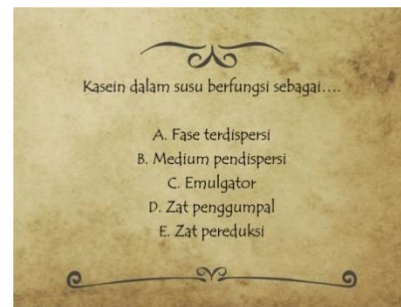 Kasein dalam susu berfungsi sebagai....
A. Fase terdispersi
B. Medium pendispersi
C. Emulgator
D. Zat penggumpal
E. Zat pereduksi